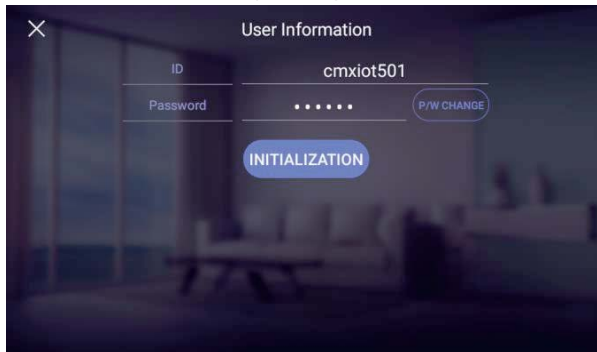 User Information
ID cmxiot501
Password •••••• P/W CHANGE
INITIALIZATION